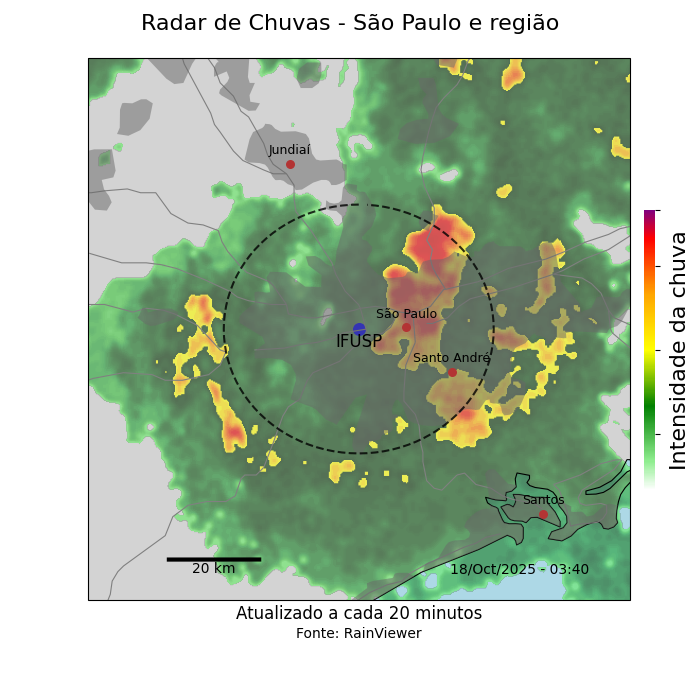 Radar de Chuvas - São Paulo e região
Jundiaí
São Paulo
IFUSP
Santo André
Santos
20 km
18/Oct/2025 - 03:40
Intensidade da chuva
Atualizado a cada 20 minutos
Fonte: RainViewer